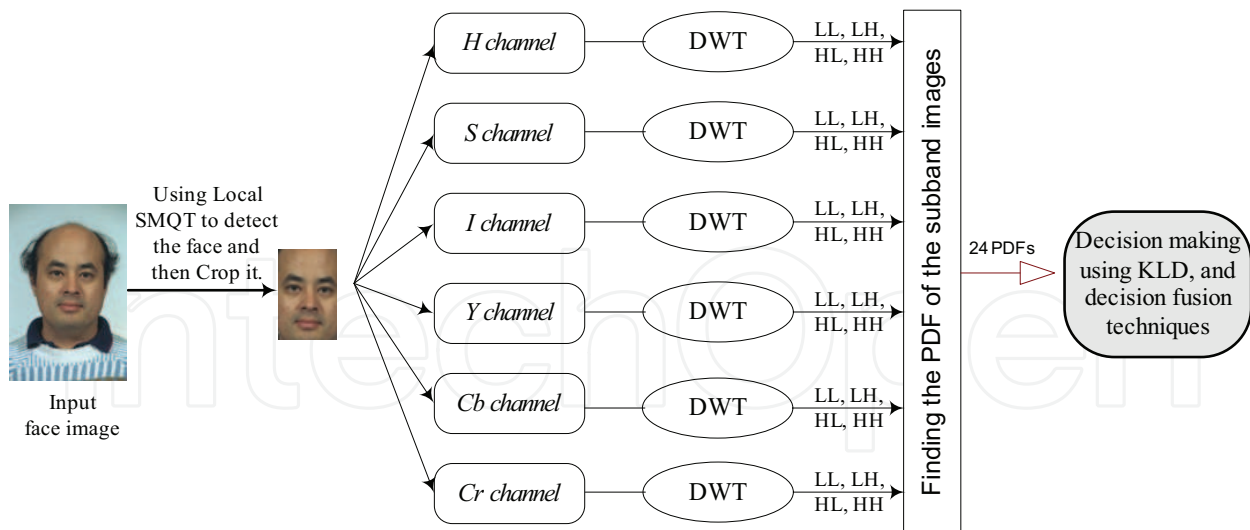 Using Local
SMQT to detect
the face and
then Crop it.
Input
face image
H channel
DWT
LL, LH,
HL, HH
S channel
DWT
LL, LH,
HL, HH
I channel
DWT
LL, LH,
HL, HH
Y channel
DWT
LL, LH,
HL, HH
Cb channel
DWT
LL, LH,
HL, HH
Cr channel
DWT
LL, LH,
HL, HH
Finding the PDF of the subband images
24 PDFs
Decision making
using KLD, and
decision fusion
techniques
IntechOpen